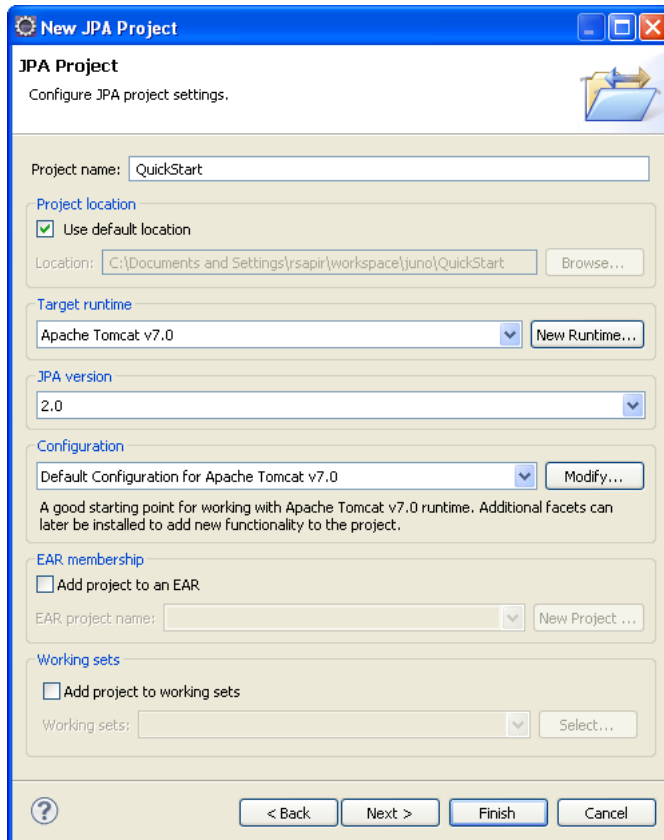 New JPA Project
JPA Project
Configure JPA project settings.
Project name: QuickStart
Project location
Use default location
Location: C:\Documents and Settings\rsapir\workspace\juno\QuickStart Browse...
Target runtime
Apache Tomcat v7.0 New Runtime...
JPA version
2.0
Configuration
Default Configuration for Apache Tomcat v7.0 Modify...
A good starting point for working with Apache Tomcat v7.0 runtime. Additional facets can
later be installed to add new functionality to the project.
EAR membership
Add project to an EAR
EAR project name: New Project ...
Working sets
Add project to working sets
Working sets: Select...
? < Back Next > Finish Cancel